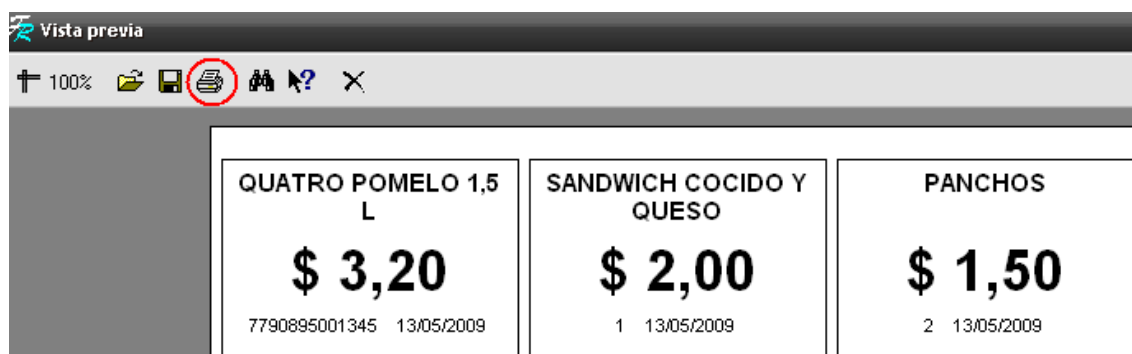 Vista previa
100%
QUATRO POMELO 1,5
L
$ 3,20
7790895001345 13/05/2009
SANDWICH COCIDO Y
QUESO
$ 2,00
1 13/05/2009
PANCHOS
$ 1,50
2 13/05/2009